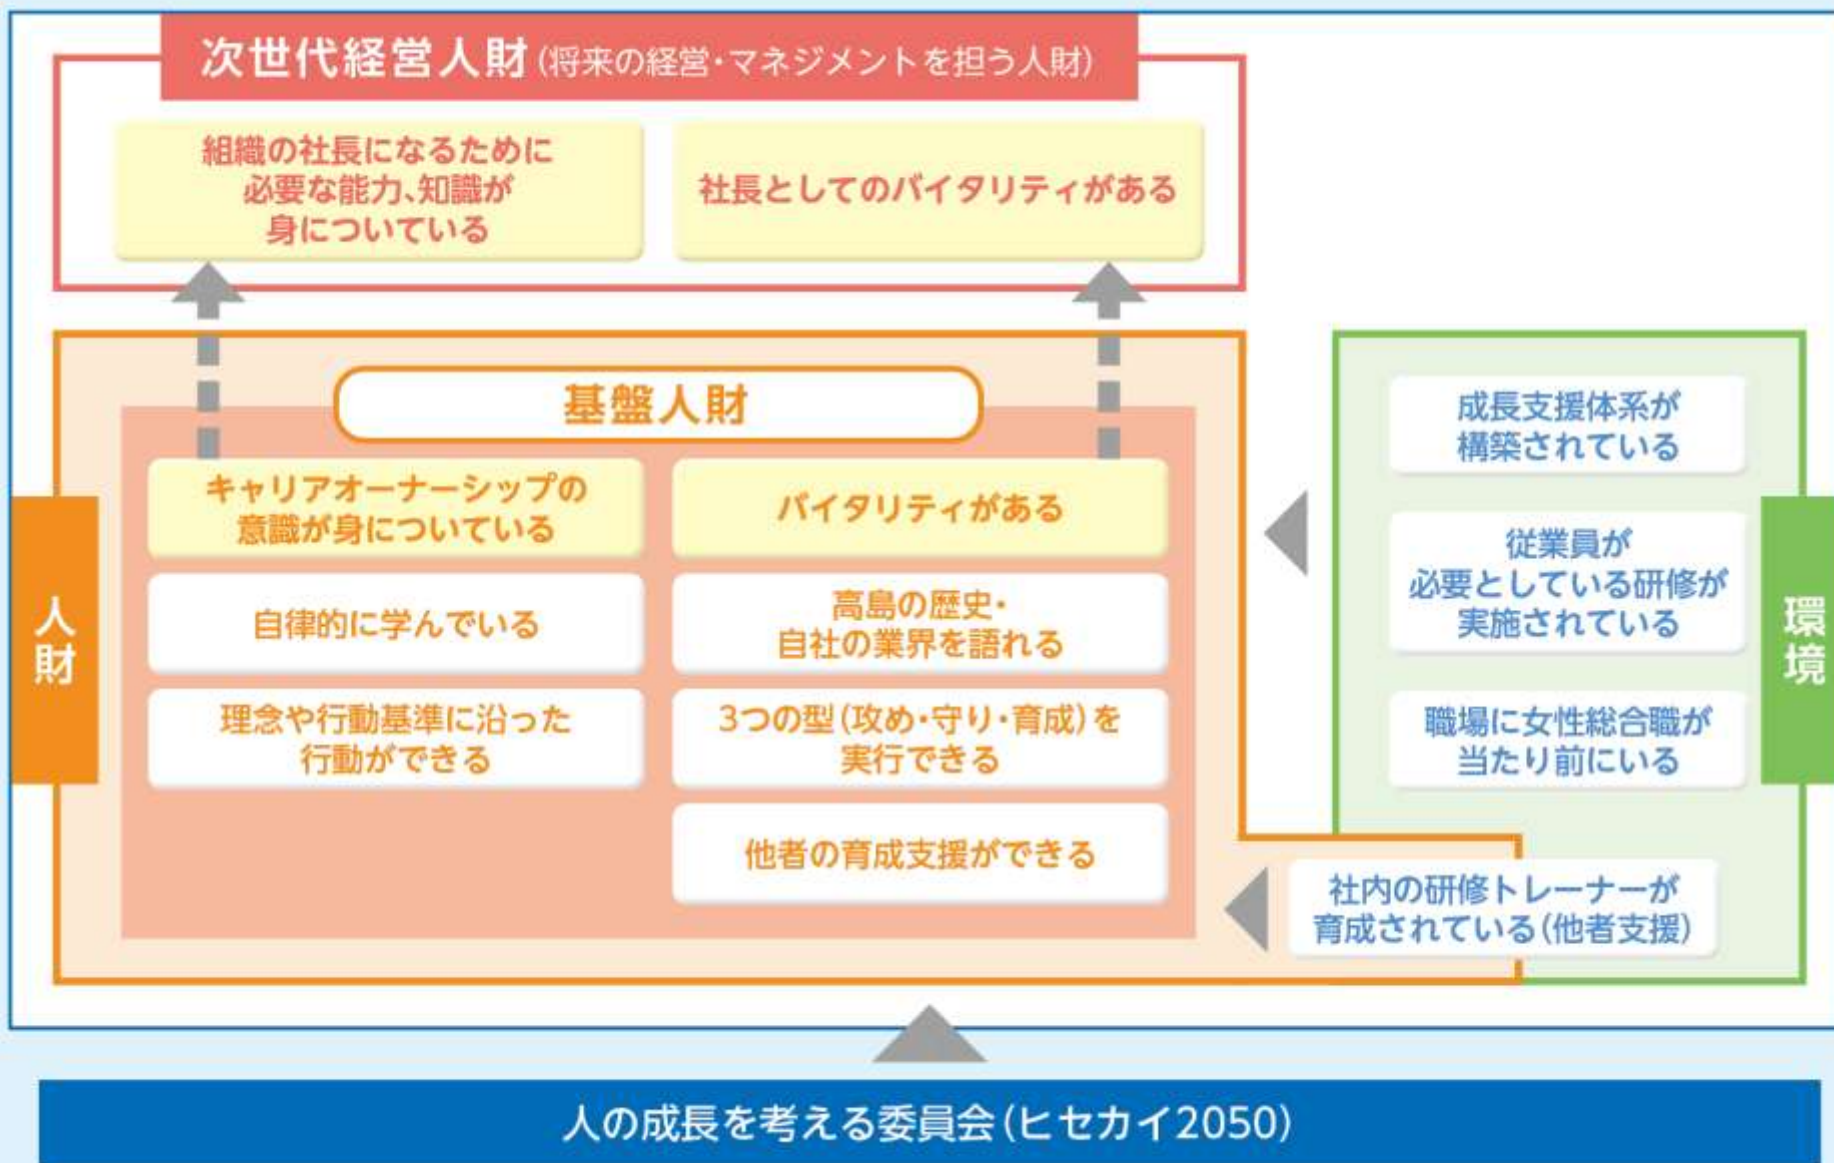 次世代経営人財(将来の経営・マネジメントを担う人財)
組織の社長になるために
必要な能力、知識が
身についている
社長としてのバイタリティがある
人財
基盤人財
キャリアオーナーシップの
意識が身についている
バイタリティがある
自律的に学んでいる
高島の歴史・
自社の業界を語れる
理念や行動基準に沿った
行動ができる
3つの型(攻め・守り・育成)を
実行できる
他者の育成支援ができる
環境
成長支援体系が
構築されている
従業員が
必要としている研修が
実施されている
職場に女性総合職が
当たり前にいる
社内の研修トレーナーが
育成されている(他者支援)
人の成長を考える委員会(ヒセカイ2050)